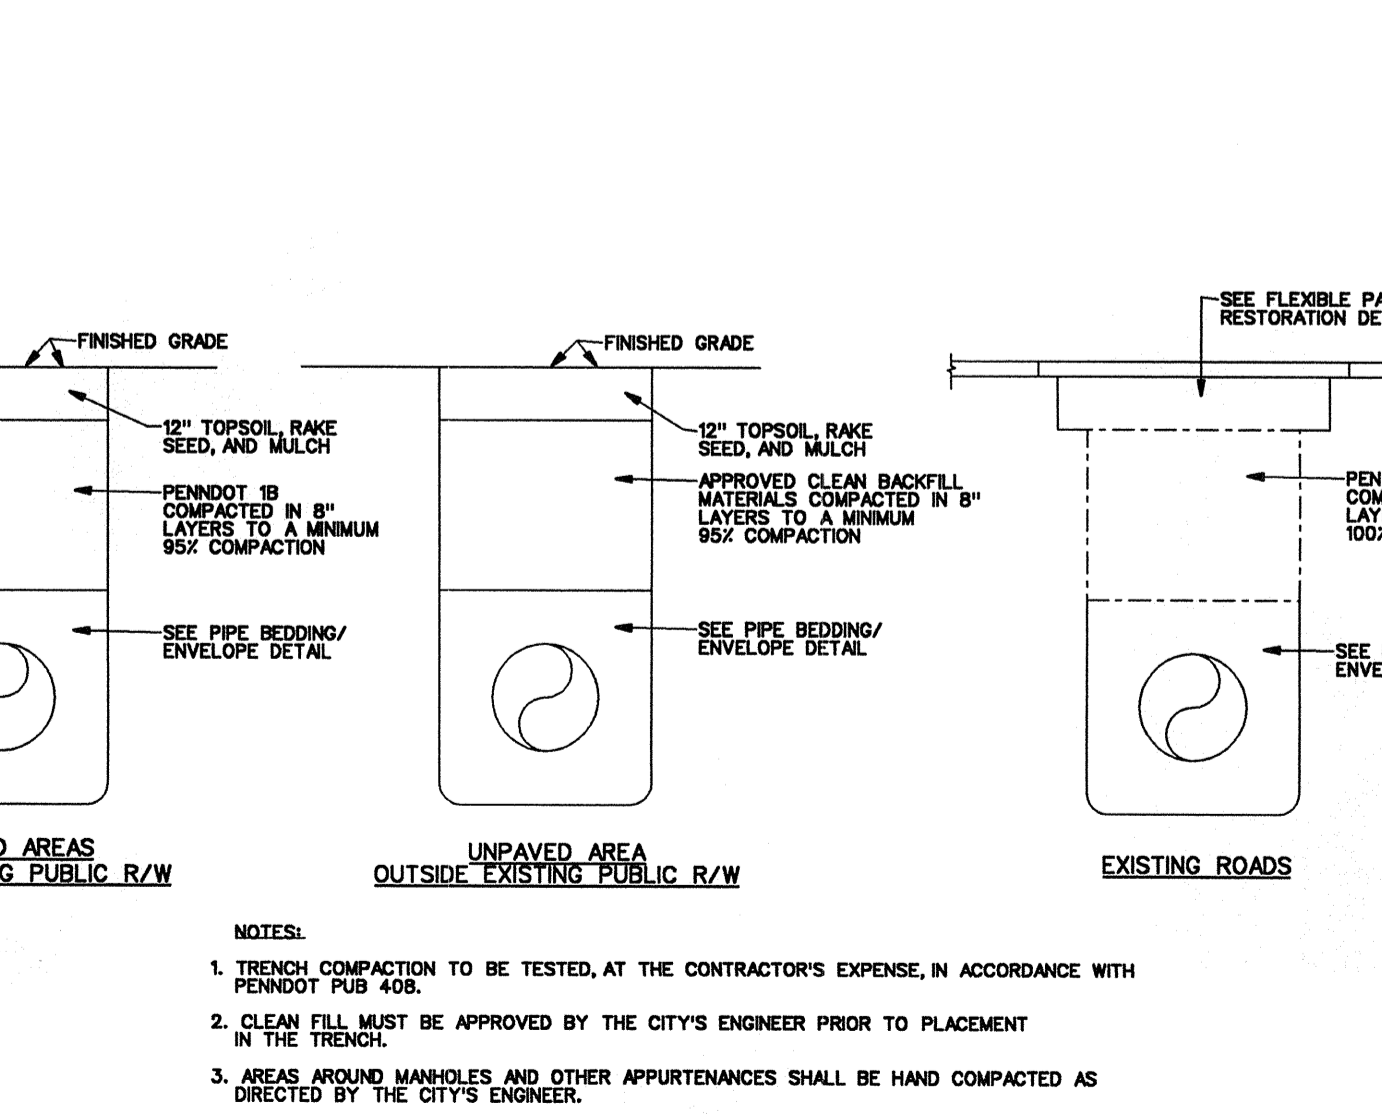 SEE FLEXIBLE PA
RESTORATION DE
FINISHED GRADE
12" TOPSOIL, RAKE
SEED, AND MULCH
PENNDOT 1B
COMPACTED IN 8"
LAYERS TO A MINIMUM
95% COMPACTION
SEE PIPE BEDDING/
ENVELOPE DETAIL
D AREAS
G PUBLIC R/W
FINISHED GRADE
12" TOPSOIL, RAKE
SEED, AND MULCH
APPROVED CLEAN BACKFILL
MATERIALS COMPACTED IN 8"
LAYERS TO A MINIMUM
95% COMPACTION
SEE PIPE BEDDING/
ENVELOPE DETAIL
UNPAVED AREA
OUTSIDE EXISTING PUBLIC R/W
PEN
COM
LAY
100%
SEE
ENVE
EXISTING ROADS
NOTES:
1. TRENCH COMPACTION TO BE TESTED, AT THE CONTRACTOR'S EXPENSE, IN ACCORDANCE WITH
PENNDOT PUB 408.
2. CLEAN FILL MUST BE APPROVED BY THE CITY'S ENGINEER PRIOR TO PLACEMENT
IN THE TRENCH.
3. AREAS AROUND MANHOLES AND OTHER APPURTENANCES SHALL BE HAND COMPACTED AS
DIRECTED BY THE CITY'S ENGINEER.